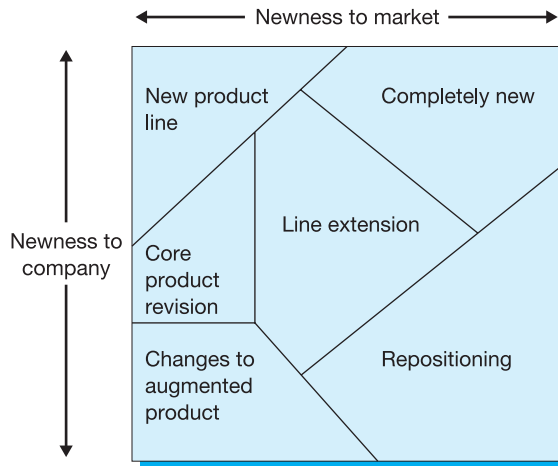 Newness to market
New product
line
Completely new
Line extension
Newness to
company
Core
product
revision
Changes to
augmented
product
Repositioning